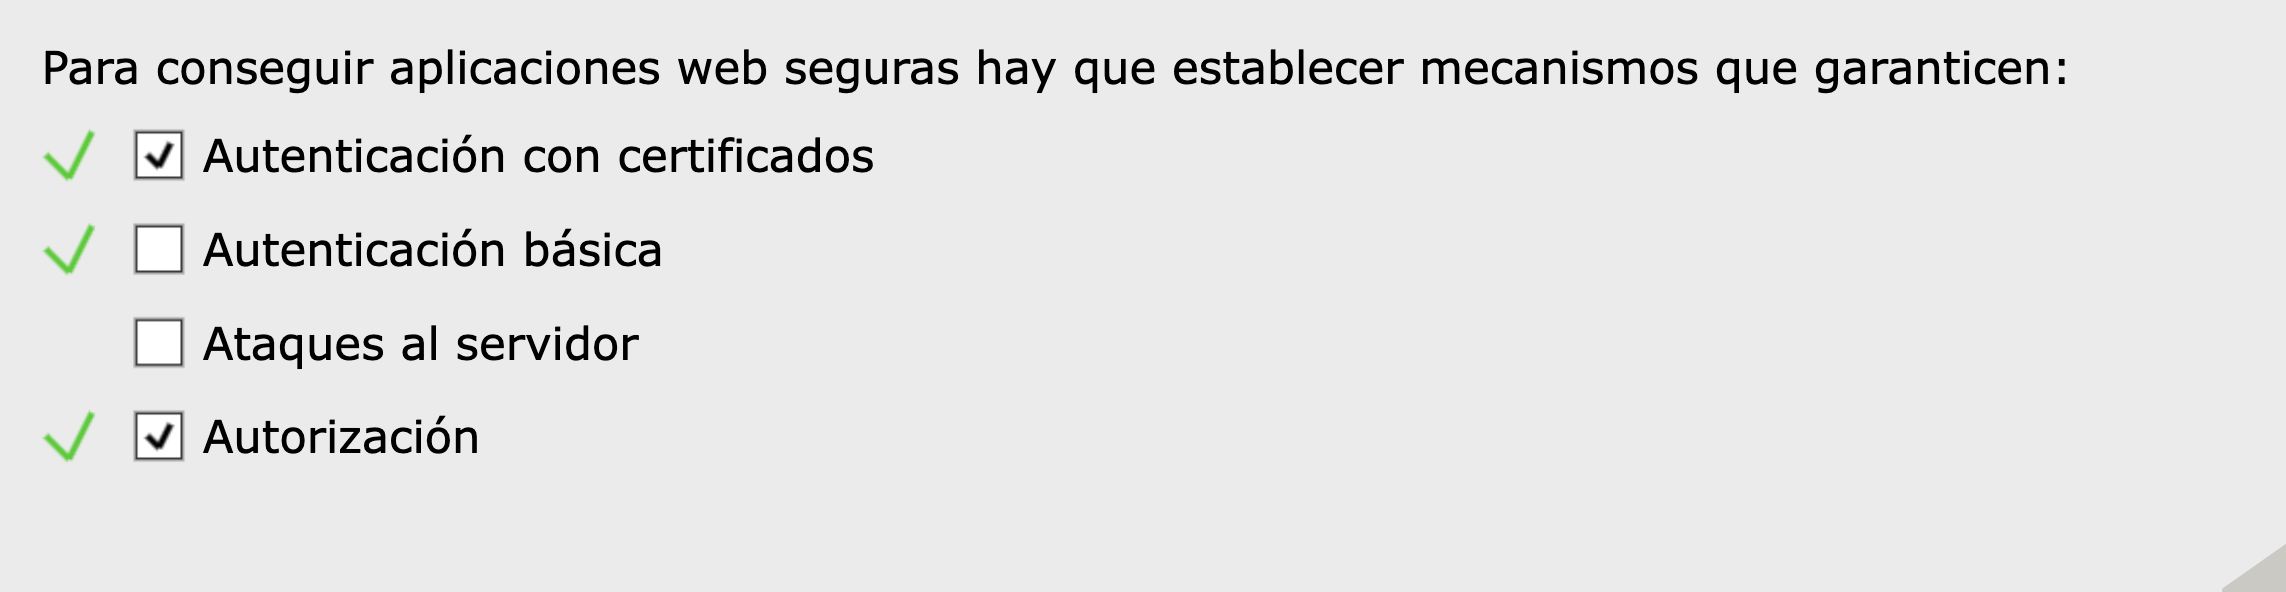 Para conseguir aplicaciones web seguras hay que establecer mecanismos que garanticen:
Autenticación con certificados
Autenticación básica
Ataques al servidor
Autorización